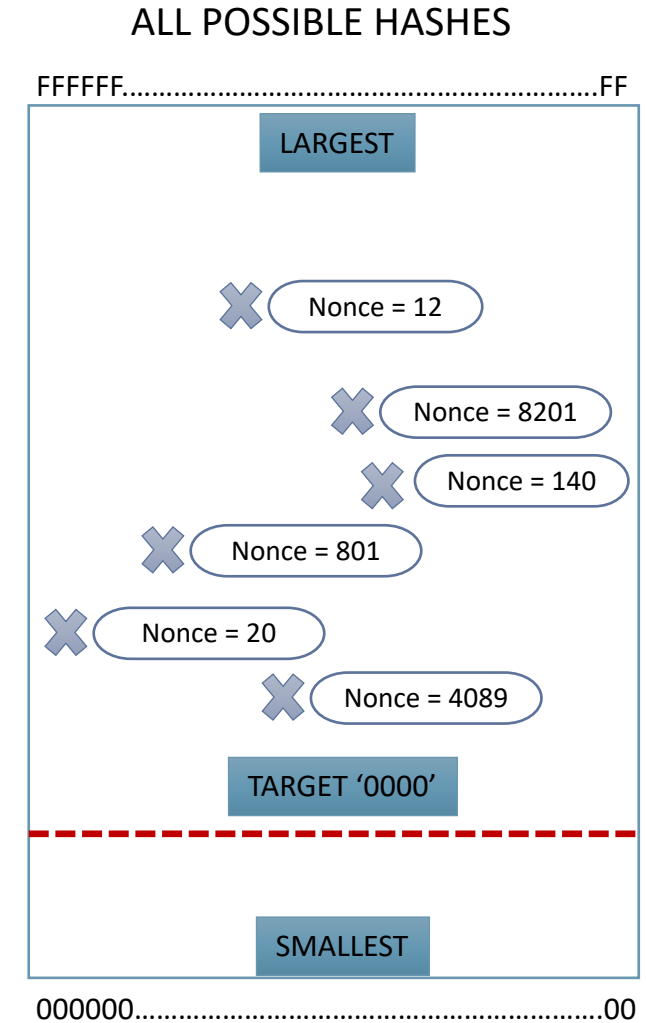 ALL POSSIBLE HASHES
FFFFFF.................................................................FF
LARGEST
Nonce = 12
Nonce = 8201
Nonce = 140
Nonce = 801
Nonce = 20
Nonce = 4089
TARGET ‘0000’
SMALLEST
000000................................................................00